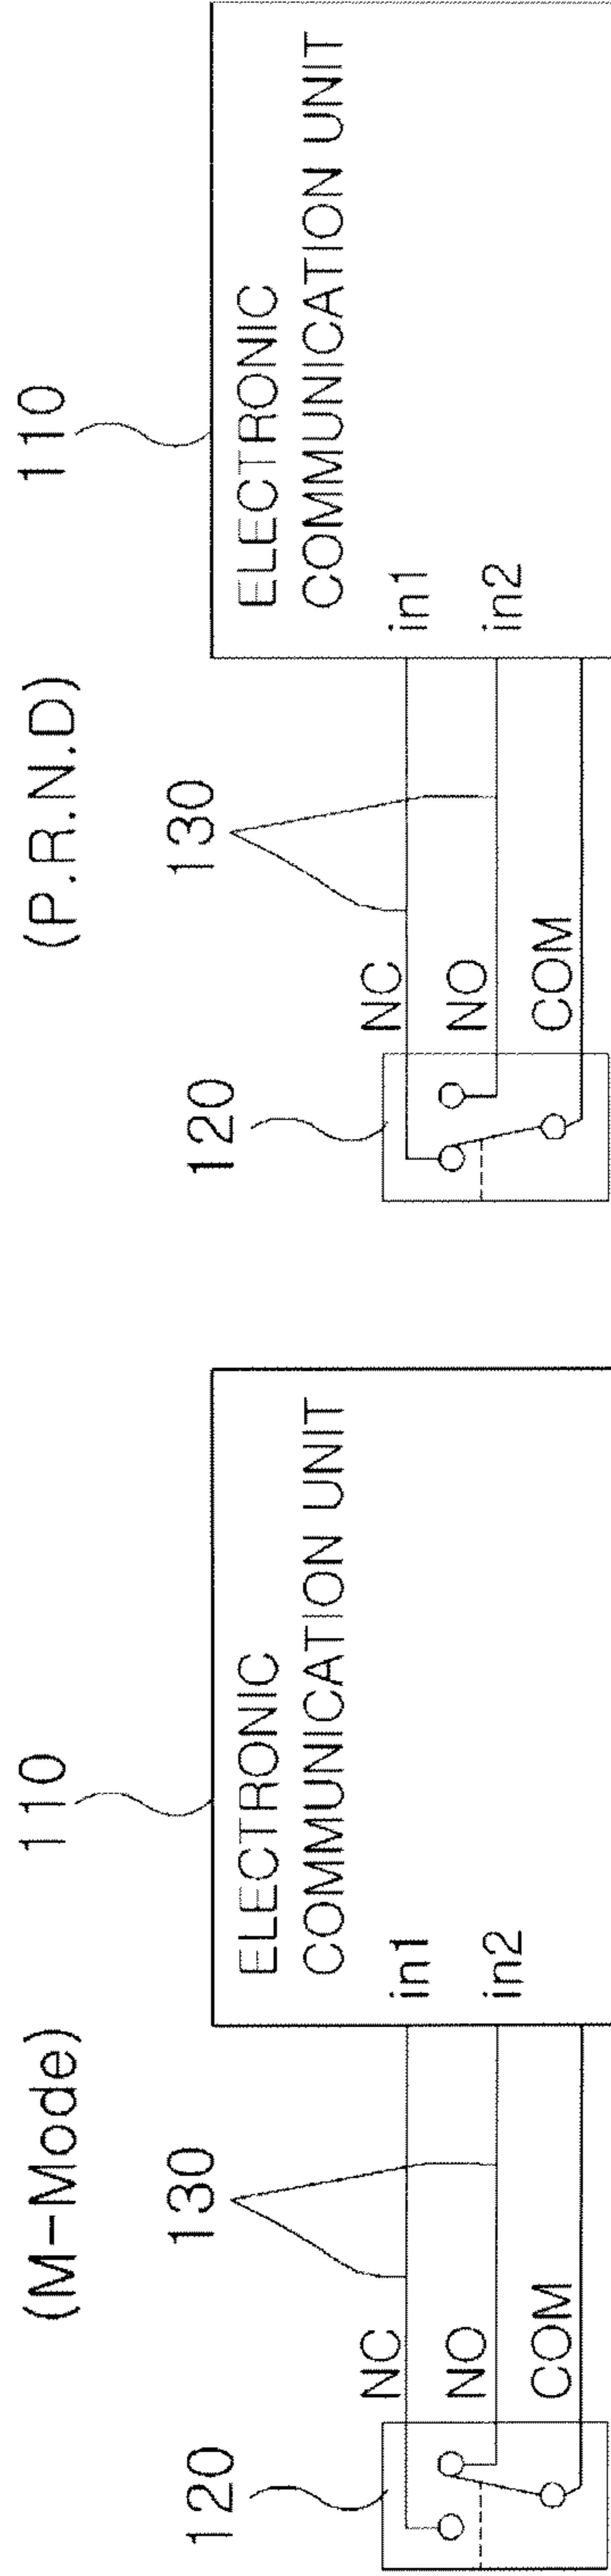 (M-Mode)
110
120
130
NC
NO
COM
ELECTRONIC
COMMUNICATION UNIT
in1
in2
(P.R.N.D)
110
120
130
NC
NO
COM
ELECTRONIC
COMMUNICATION UNIT
in1
in2